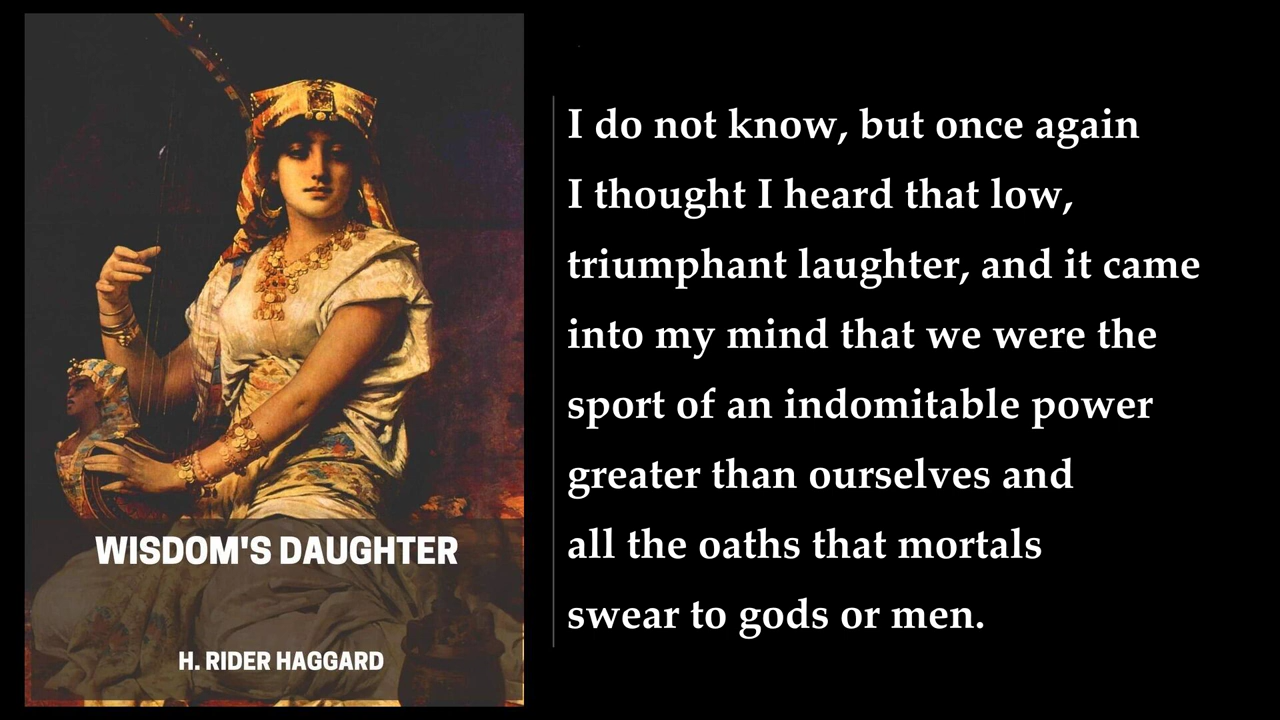 WISDOM'S DAUGHTER
H. RIDER HAGGARD
I do not know, but once again
I thought I heard that low,
triumphant laughter, and it came
into my mind that we were the
sport of an indomitable power
greater than ourselves and
all the oaths that mortals
swear to gods or men.